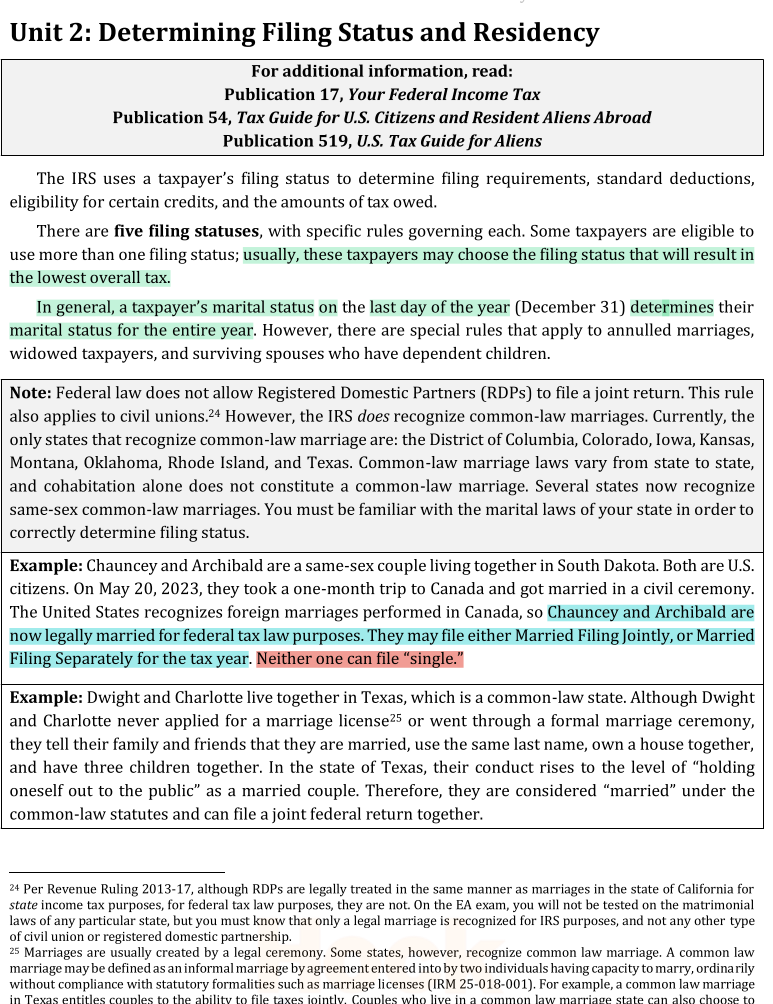 Unit 2: Determining Filing Status and Residency
For additional information, read:
Publication 17, Your Federal Income Tax
Publication 54, Tax Guide for U.S. Citizens and Resident Aliens Abroad
Publication 519, U.S. Tax Guide for Aliens
The IRS uses a taxpayer’s filing status to determine filing requirements, standard deductions,
eligibility for certain credits, and the amounts of tax owed.
There are five filing statuses, with specific rules governing each. Some taxpayers are eligible to
use more than one filing status; usually, these taxpayers may choose the filing status that will result in
the lowest overall tax.
In general, a taxpayer’s marital status on the last day of the year (December 31) determines their
marital status for the entire year. However, there are special rules that apply to annulled marriages,
widowed taxpayers, and surviving spouses who have dependent children.
Note: Federal law does not allow Registered Domestic Partners (RDPs) to file a joint return. This rule
also applies to civil unions.24 However, the IRS does recognize common-law marriages. Currently, the
only states that recognize common-law marriage are: the District of Columbia, Colorado, Iowa, Kansas,
Montana, Oklahoma, Rhode Island, and Texas. Common-law marriage laws vary from state to state,
and cohabitation alone does not constitute a common-law marriage. Several states now recognize
same-sex common-law marriages. You must be familiar with the marital laws of your state in order to
correctly determine filing status.
Example: Chauncey and Archibald are a same-sex couple living together in South Dakota. Both are U.S.
citizens. On May 20, 2023, they took a one-month trip to Canada and got married in a civil ceremony.
The United States recognizes foreign marriages performed in Canada, so Chauncey and Archibald are
now legally married for federal tax law purposes. They may file either Married Filing Jointly, or Married
Filing Separately for the tax year. Neither one can file “single.”
Example: Dwight and Charlotte live together in Texas, which is a common-law state. Although Dwight
and Charlotte never applied for a marriage license25 or went through a formal marriage ceremony,
they tell their family and friends that they are married, use the same last name, own a house together,
and have three children together. In the state of Texas, their conduct rises to the level of “holding
oneself out to the public” as a married couple. Therefore, they are considered “married” under the
common-law statutes and can file a joint federal return together.
24 Per Revenue Ruling 2013-17, although RDPs are legally treated in the same manner as marriages in the state of California for
state income tax purposes, for federal tax law purposes, they are not. On the EA exam, you will not be tested on the matrimonial
laws of any particular state, but you must know that only a legal marriage is recognized for IRS purposes, and not any other type
of civil union or registered domestic partnership.
25 Marriages are usually created by a legal ceremony. Some states, however, recognize common law marriage. A common law
marriage may be defined as an informal marriage by agreement entered into by two individuals having capacity to marry, ordinarily
without compliance with statutory formalities such as marriage licenses (IRM 25-018-001). For example, a common law marriage
in Texas entitles couples to the ability to file taxes jointly. Couples who live in a common law marriage state can also choose to